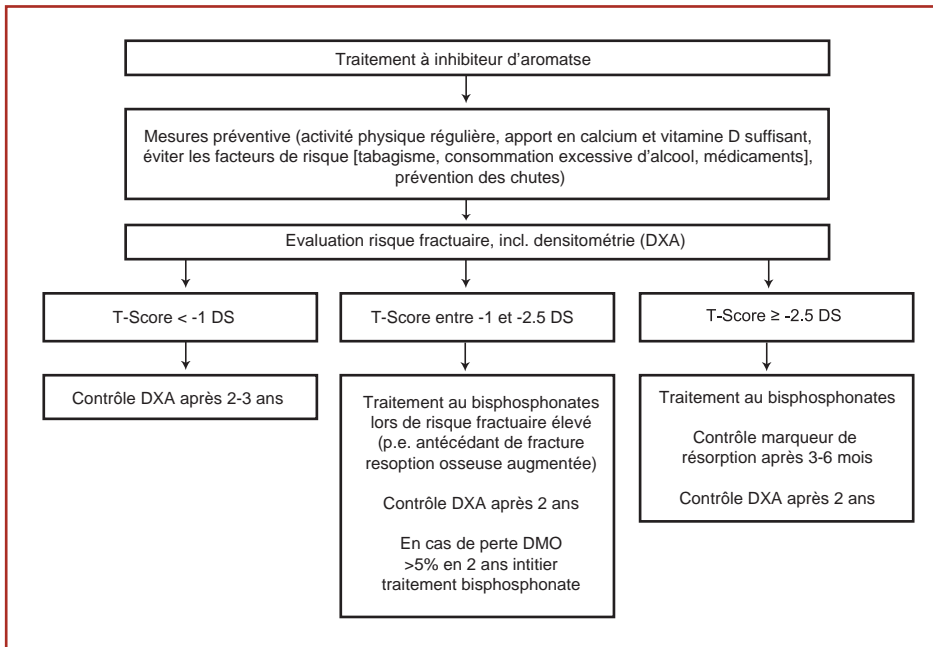 Traitement à inhibiteur d'aromatse
Mesures préventive (activité physique régulière, apport en calcium et vitamine D suffisant,
éviter les facteurs de risque [tabagisme, consommation excessive d'alcool, médicaments],
prévention des chutes)
Evaluation risque fractuaire, incl. densitométrie (DXA)
T-Score < -1 DS
T-Score entre -1 et -2.5 DS
T-Score ≥ -2.5 DS
Contrôle DXA après 2-3 ans
Traitement au bisphosphonates
lors de risque fractuaire élevé
(p.e. antécédant de fracture
resoption osseuse augmentée)
Contrôle DXA après 2 ans
En cas de perte DMO
>5% en 2 ans intitier
traitement bisphosphonate
Traitement au bisphosphonates
Contrôle marqueur de
résorption après 3-6 mois
Contrôle DXA après 2 ans